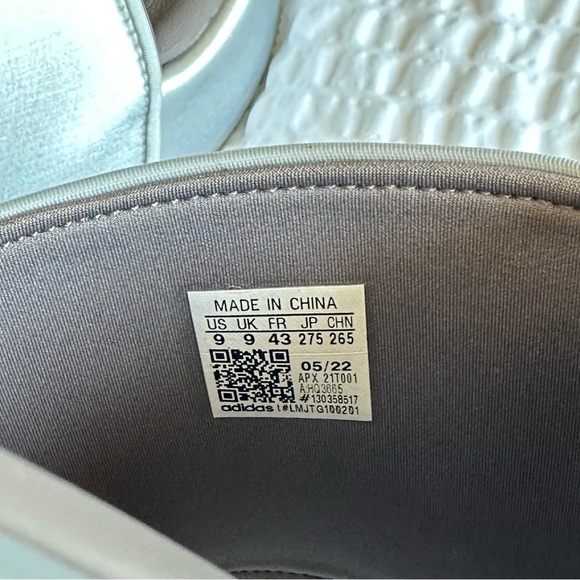 MADE IN CHINA
US UK FR JP CHN
9 9 43 275 265
05/22
APX 21T001
A:HQ3665
#130358517
adidas !#LMJTG100201